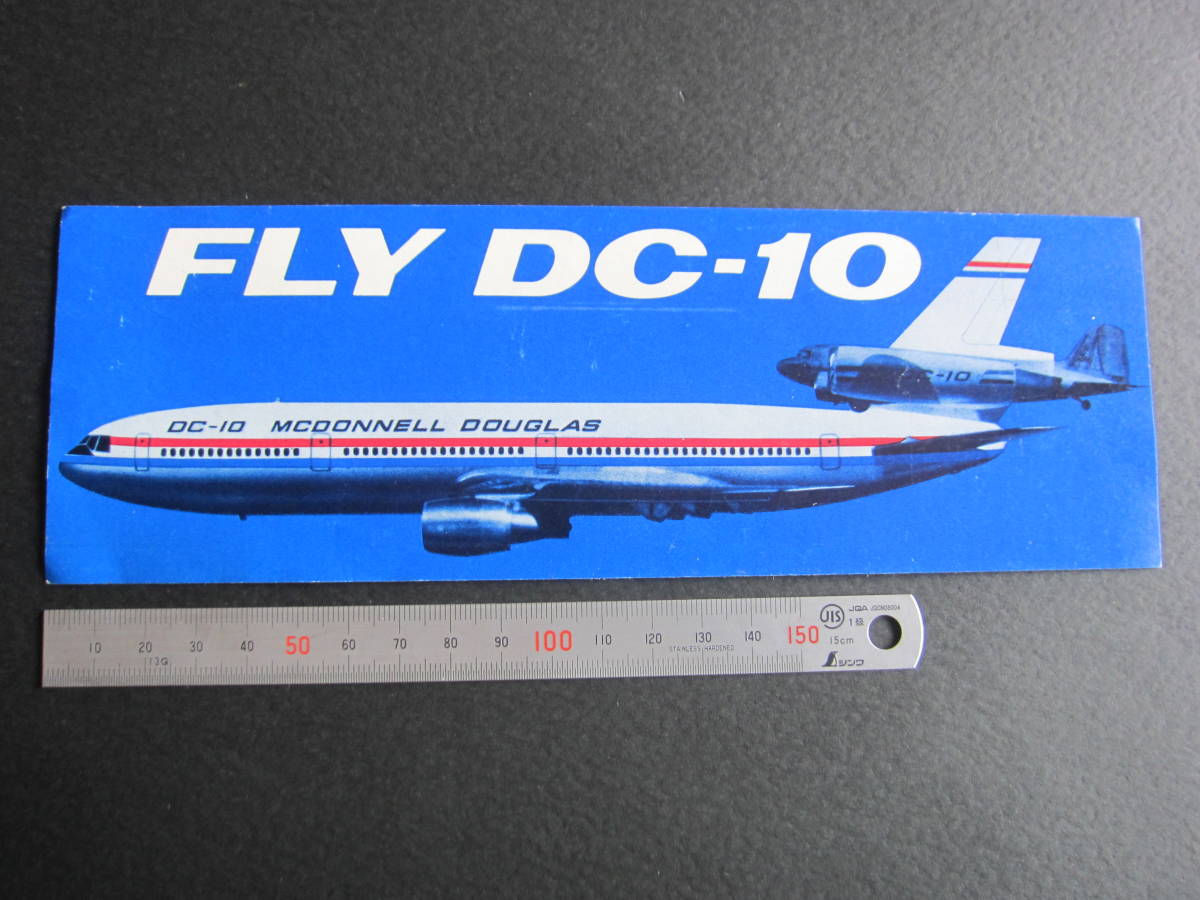 FLY DC-10
C-10
DC-10 MCDONNELL DOUGLAS
10 20 30 40 50 60 70 80 90 100 110 120 130 140 150 15cm
13G
STAINLESS HARDENED
JIS
JQA
1級
シンワ